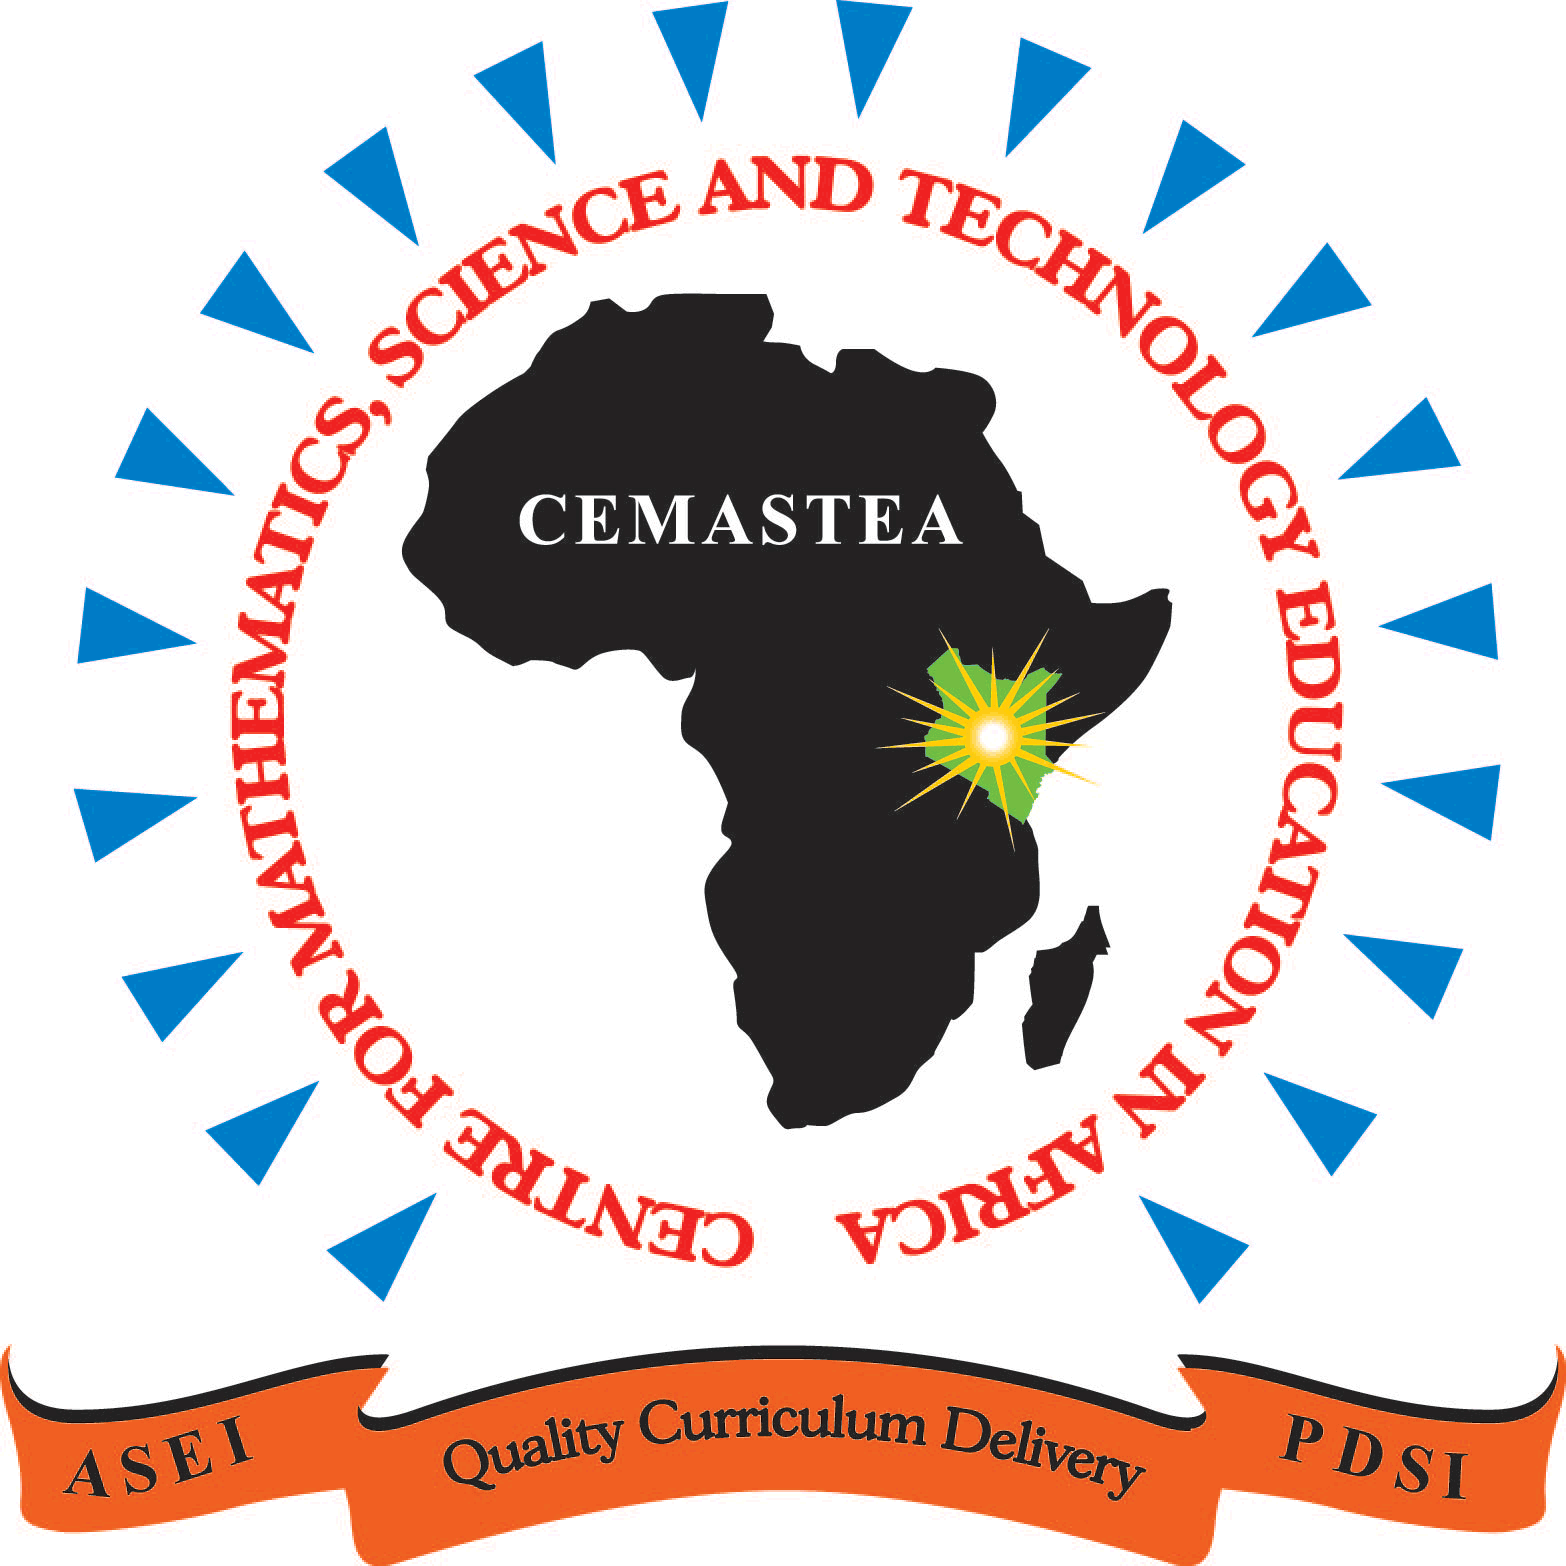 CENTRE FOR MATHEMATICS, SCIENCE AND TECHNOLOGY EDUCATION IN AFRICA
CEMASTEA
ASEI
Quality Curriculum Delivery
PDSI